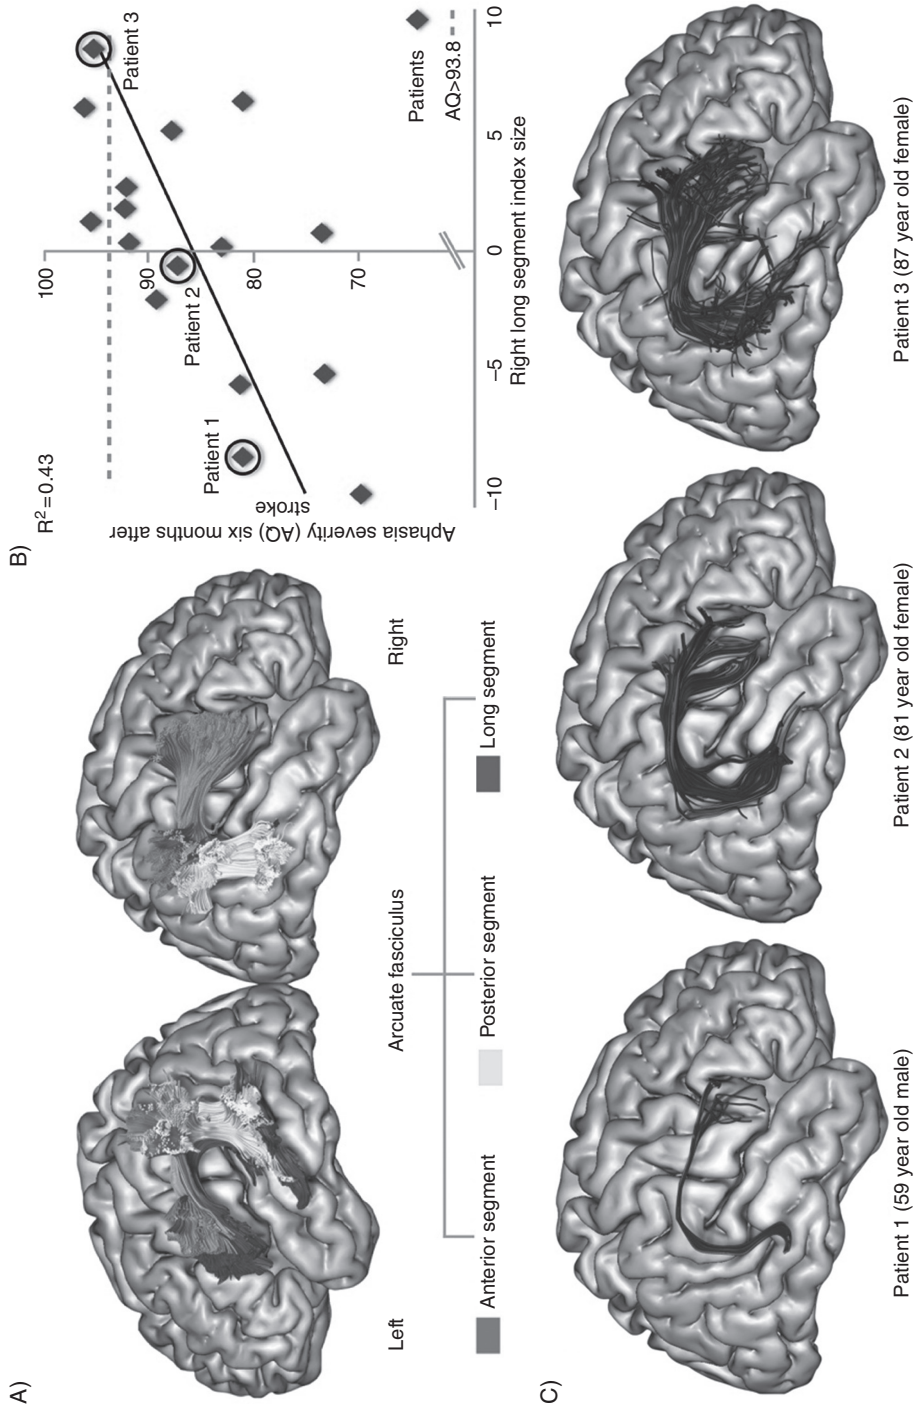 A)
Left
Right
Arcuate fasciculus
Anterior segment
Posterior segment
Long segment
B)
R²=0.43
Aphasia severity (AQ) six months after
stroke
100
90
80
70
Patient 1
Patient 2
Patient 3
Patients
AQ>93.8
−10
−5
0
5
10
Right long segment index size
C)
Patient 1 (59 year old male)
Patient 2 (81 year old female)
Patient 3 (87 year old female)